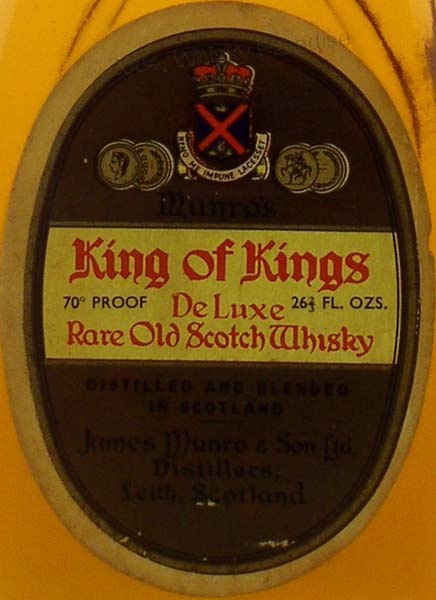 NEMO ME IMPUNE LACESSET
Munro's
King of Kings
70° PROOF De Luxe 26⅔ FL. OZS.
Rare Old Scotch Whisky
DISTILLED AND BLENDED
IN SCOTLAND
James Munro & Son Ltd.
Distillers,
Leith, Scotland